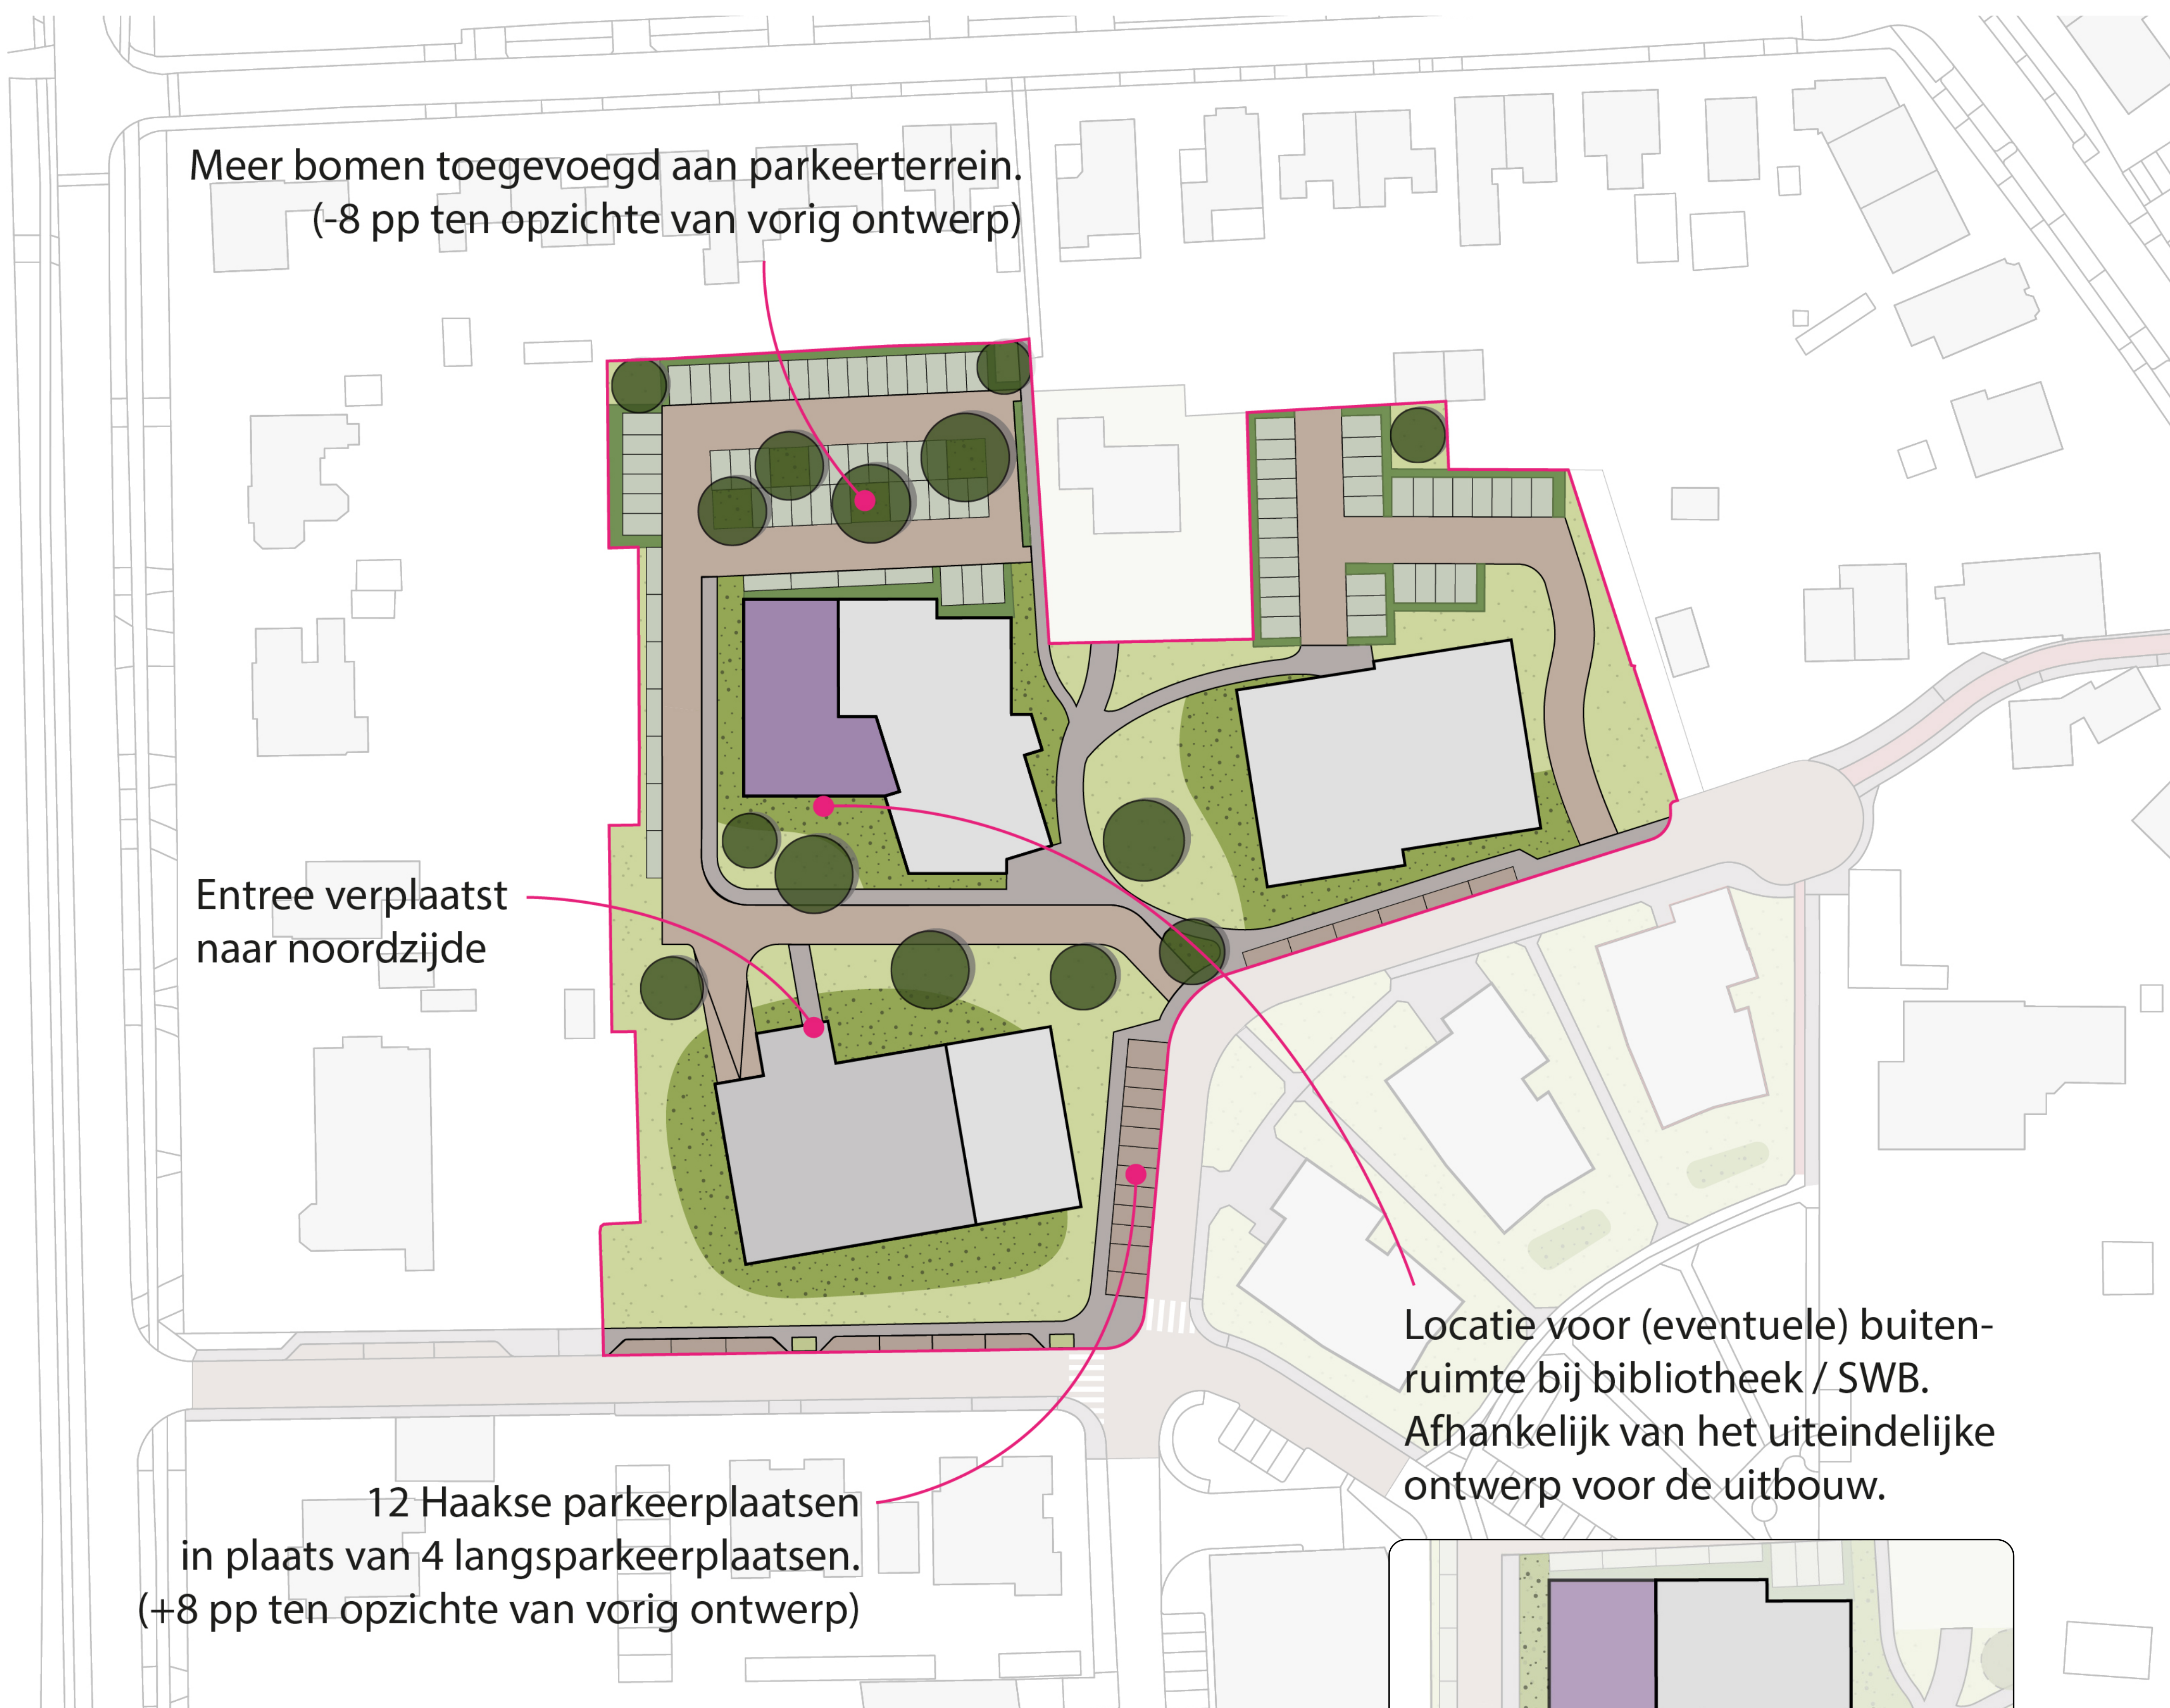 Meer bomen toegevoegd aan parkeerterrein.
(-8 pp ten opzichte van vorig ontwerp)
Entree verplaatst
naar noordzijde
Locatie voor (eventuele) buiten-
ruimte bij bibliotheek / SWB.
Afhankelijk van het uiteindelijke
ontwerp voor de uitbouw.
12 Haakse parkeerplaatsen
in plaats van 4 langsparkeerplaatsen.
(+8 pp ten opzichte van vorig ontwerp)